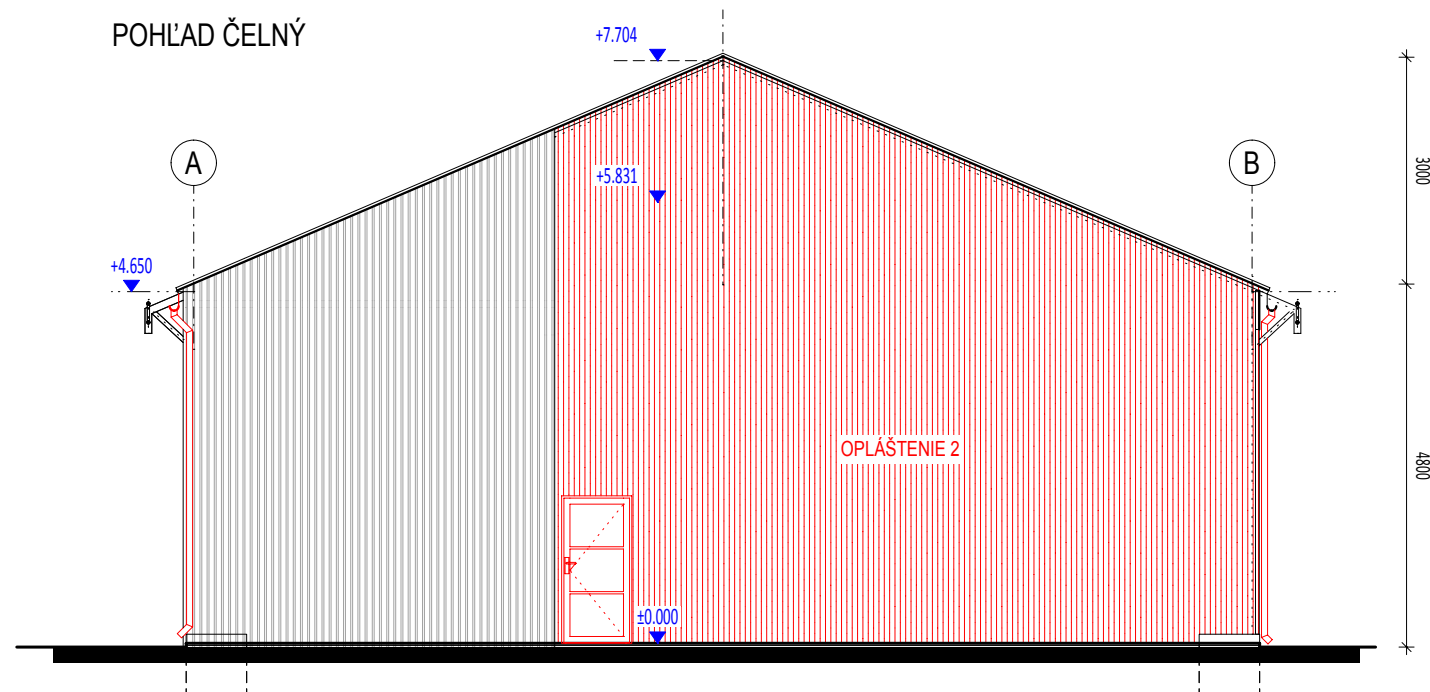 POHĽAD ČELNÝ
+7.704
A
B
+5.831
3000
+4.650
OPLÁŠTENIE 2
4800
±0.000